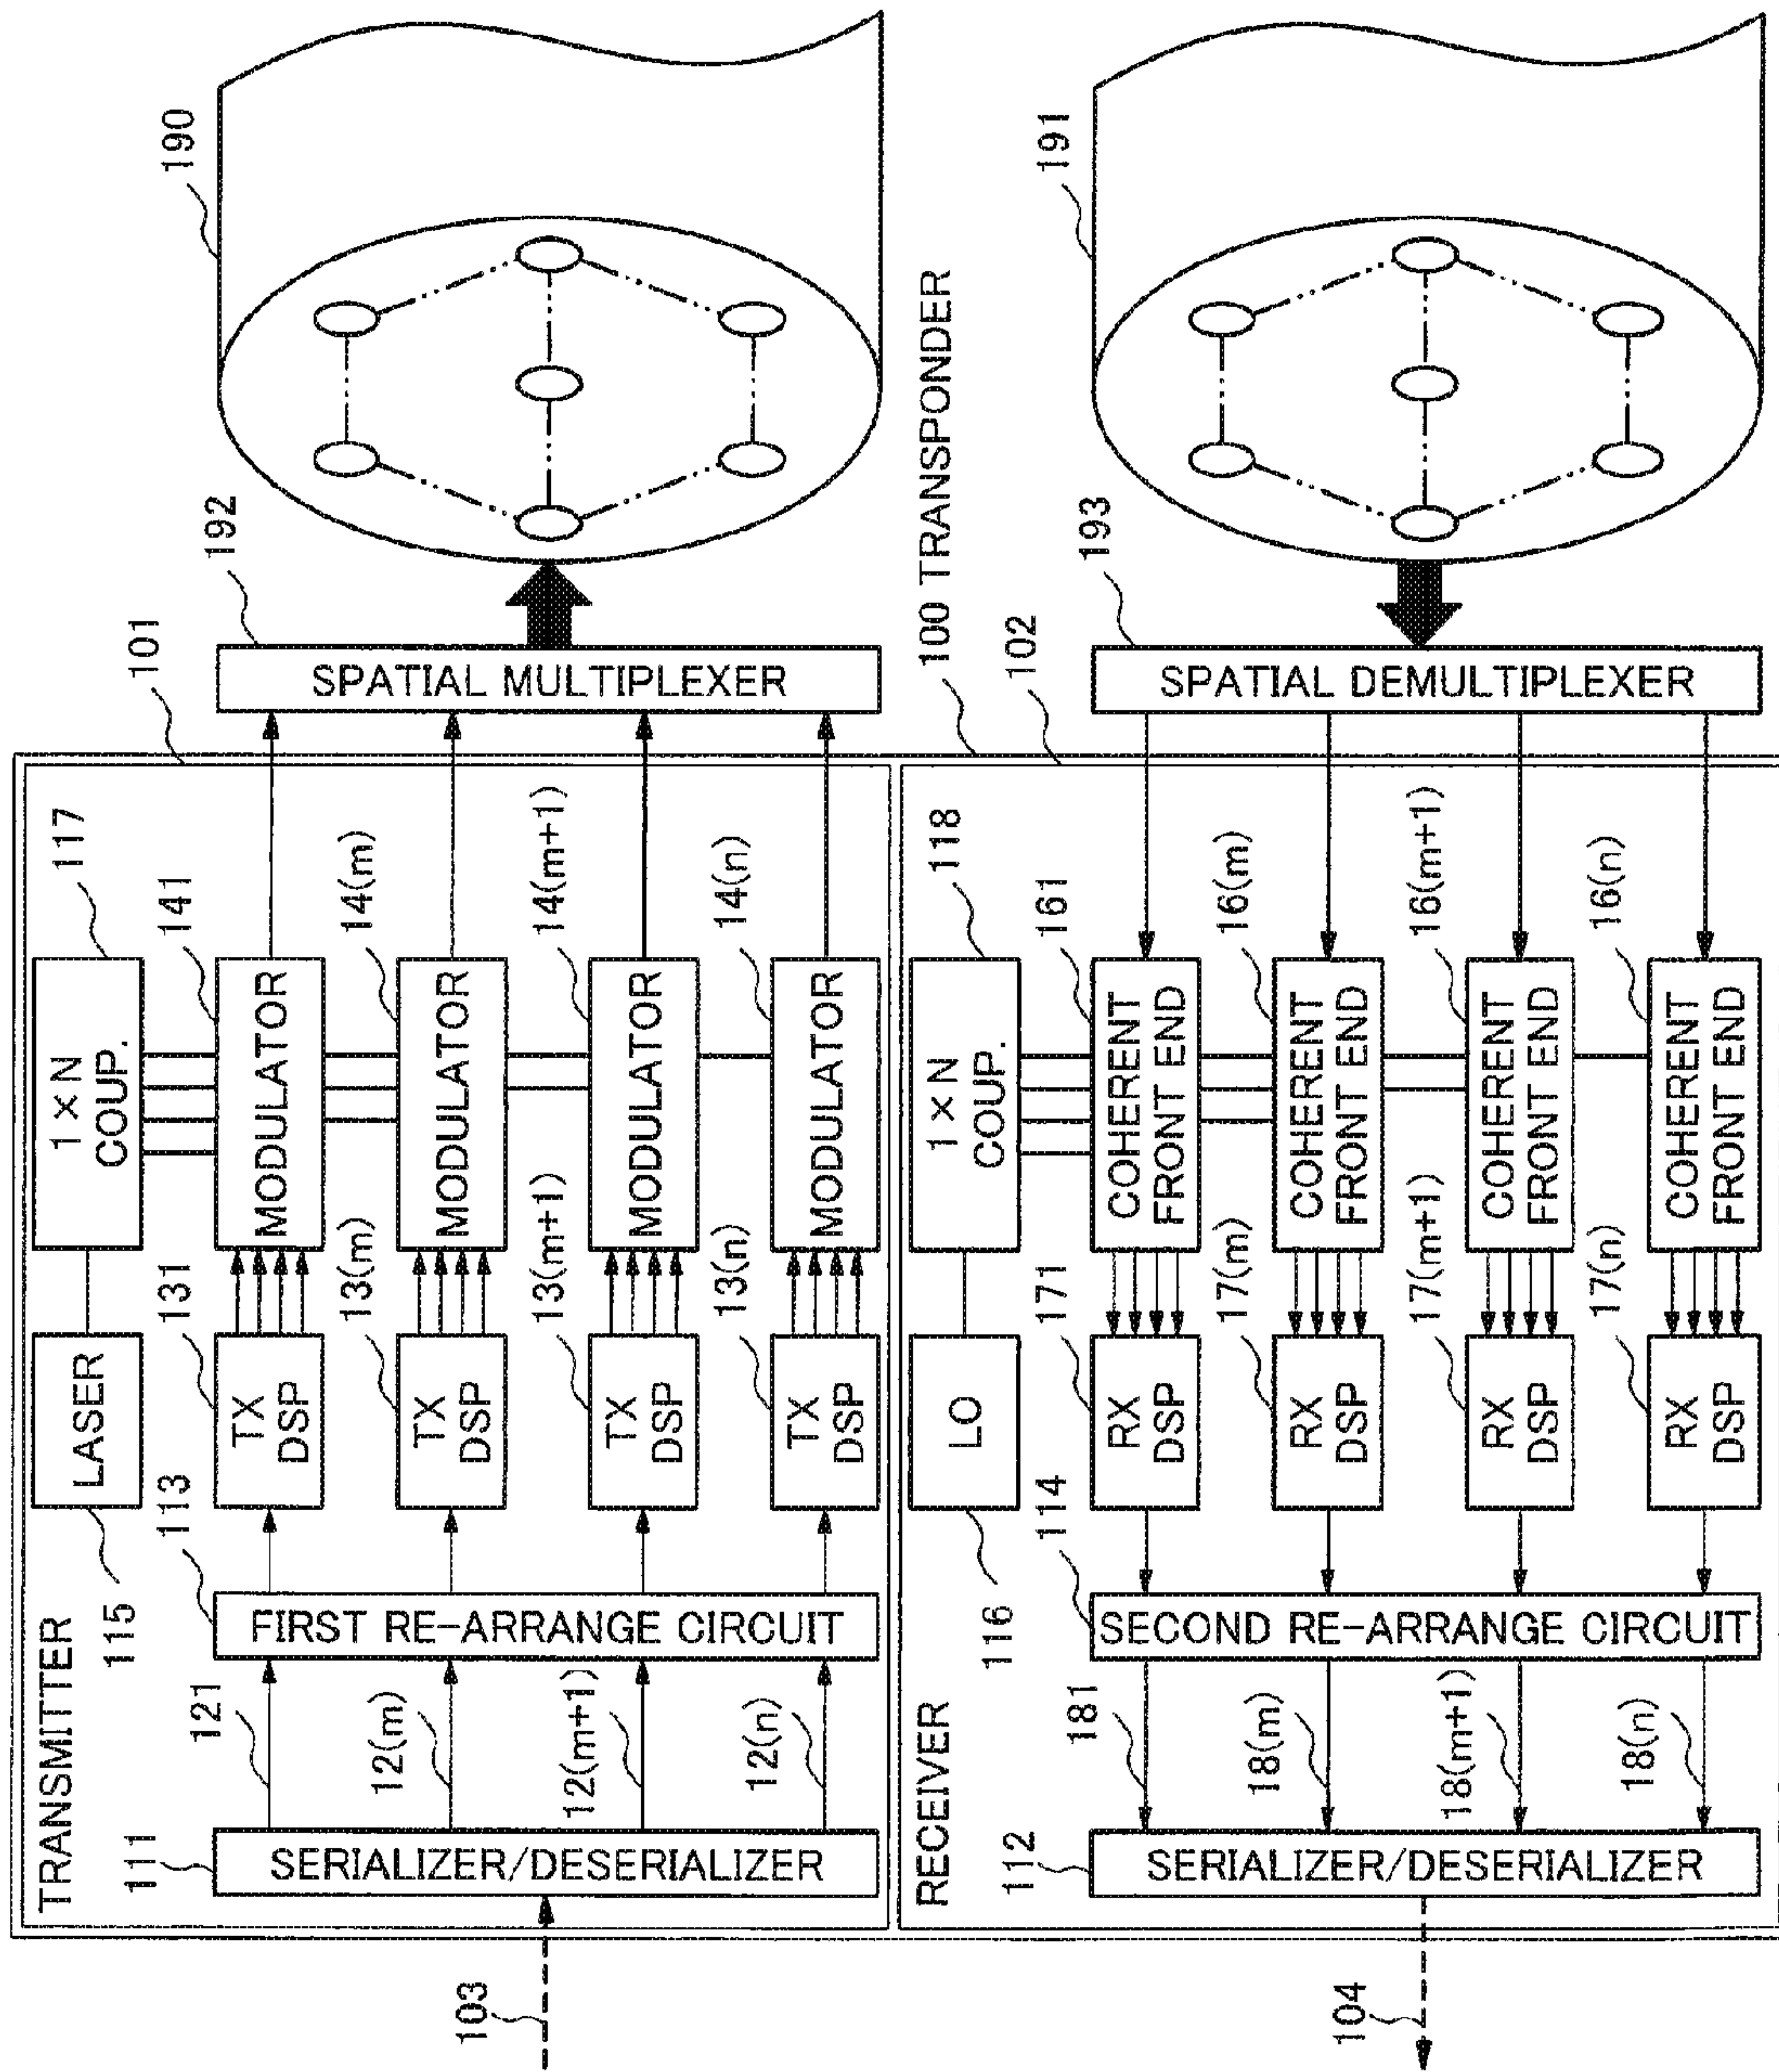 TRANSMITTER
115
LASER
1×N
COUP.
117
101
192
190
111
SERIALIZER/DESERIALIZER
103
121
12(m)
12(m+1)
12(n)
113
FIRST RE-ARRANGE CIRCUIT
131
TX
DSP
13(m)
TX
DSP
13(m+1)
TX
DSP
13(n)
TX
DSP
141
MODULATOR
14(m)
MODULATOR
14(m+1)
MODULATOR
14(n)
MODULATOR
SPATIAL MULTIPLEXER
100 TRANSPONDER
RECEIVER
116
LO
1×N
COUP.
118
102
193
191
112
SERIALIZER/DESERIALIZER
104
181
18(m)
18(m+1)
18(n)
114
SECOND RE-ARRANGE CIRCUIT
171
RX
DSP
17(m)
RX
DSP
17(m+1)
RX
DSP
17(n)
RX
DSP
161
COHERENT
FRONT END
16(m)
COHERENT
FRONT END
16(m+1)
COHERENT
FRONT END
16(n)
COHERENT
FRONT END
SPATIAL DEMULTIPLEXER